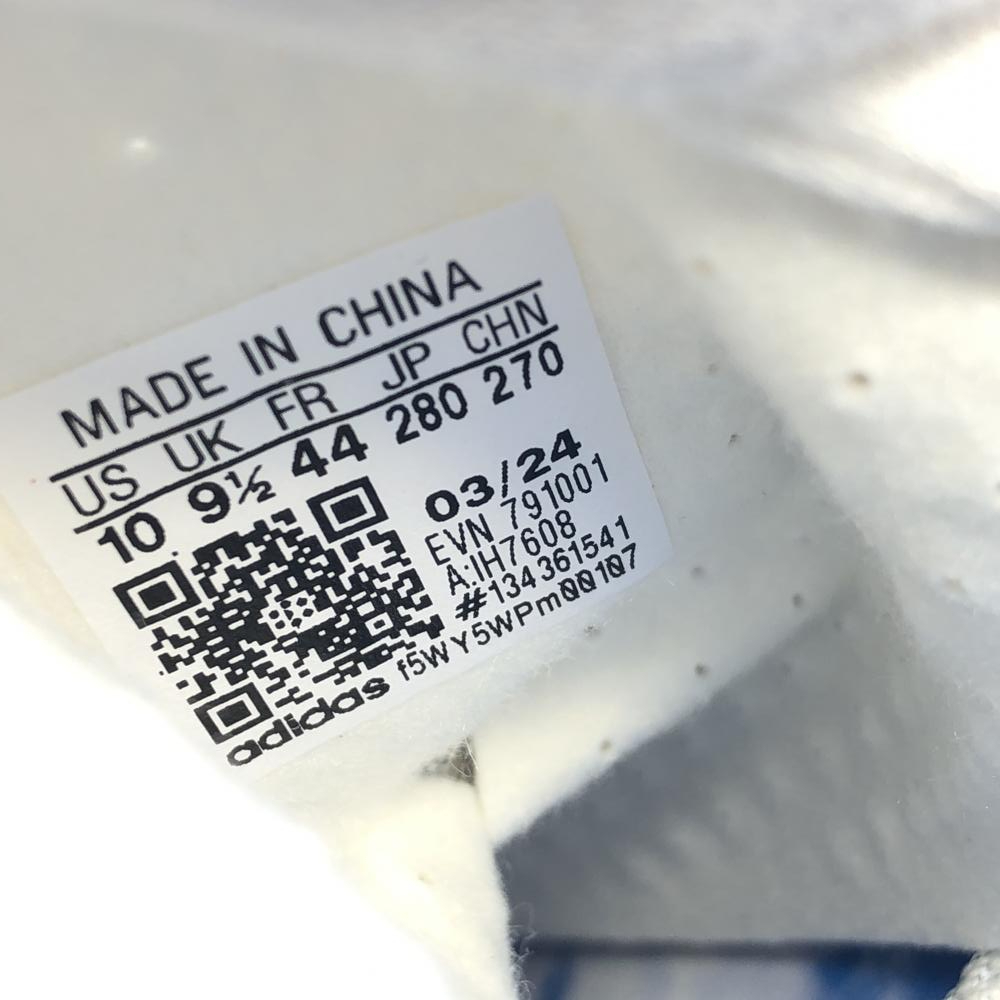 MADE IN CHINA
US UK FR JP CHN
10 9½ 44 280 270
03/24
EVN 791001
A:IH7608
#134361541
adidas f5WY5WPm00107